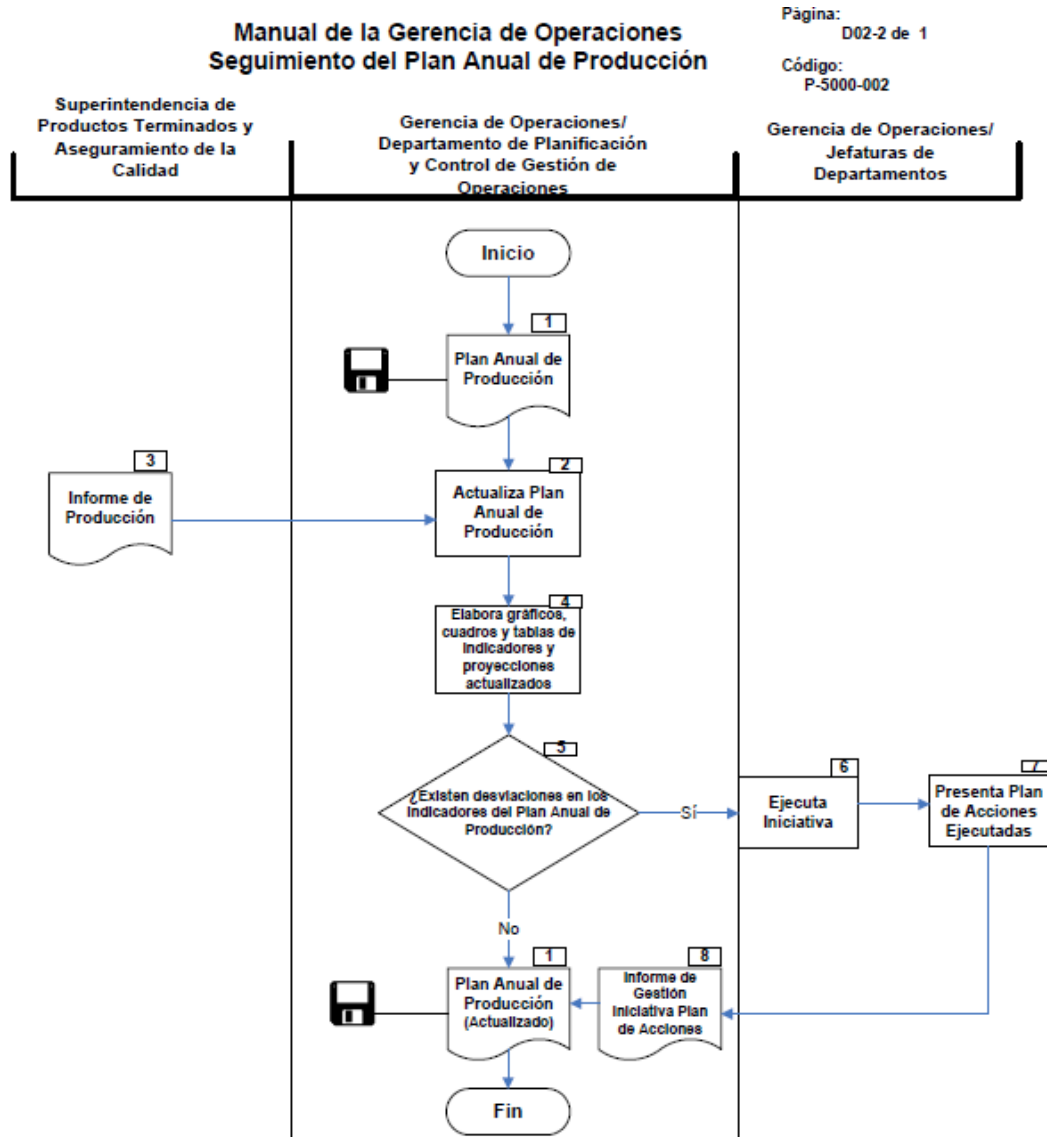 Manual de la Gerencia de Operaciones
Seguimiento del Plan Anual de Producción
Página:
D02-2 de 1
Código:
P-5000-002
Superintendencia de
Productos Terminados y
Aseguramiento de la
Calidad
Gerencia de Operaciones/
Departamento de Planificación
y Control de Gestión de
Operaciones
Gerencia de Operaciones/
Jefaturas de
Departamentos
Inicio
1
Plan Anual de
Producción
3
Informe de
Producción
2
Actualiza Plan
Anual de
Producción
4
Elabora gráficos,
cuadros y tablas de
indicadores y
proyecciones
actualizados
5
¿Existen desviaciones en los
indicadores del Plan Anual de
Producción?
Sí
6
Ejecuta
Iniciativa
7
Presenta Plan
de Acciones
Ejecutadas
No
1
Plan Anual de
Producción
(Actualizado)
8
Informe de
Gestión
Iniciativa Plan
de Acciones
Fin